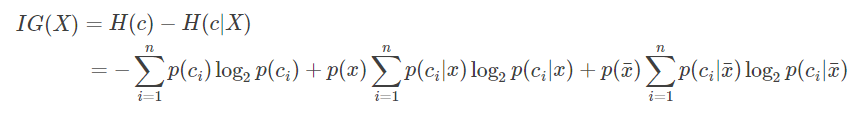 IG(X) = H(c) − H(c|X)
= − ∑_{i=1}^{n} p(c_i) log_2 p(c_i) + p(x) ∑_{i=1}^{n} p(c_i|x) log_2 p(c_i|x) + p(x̄) ∑_{i=1}^{n} p(c_i|x̄) log_2 p(c_i|x̄)